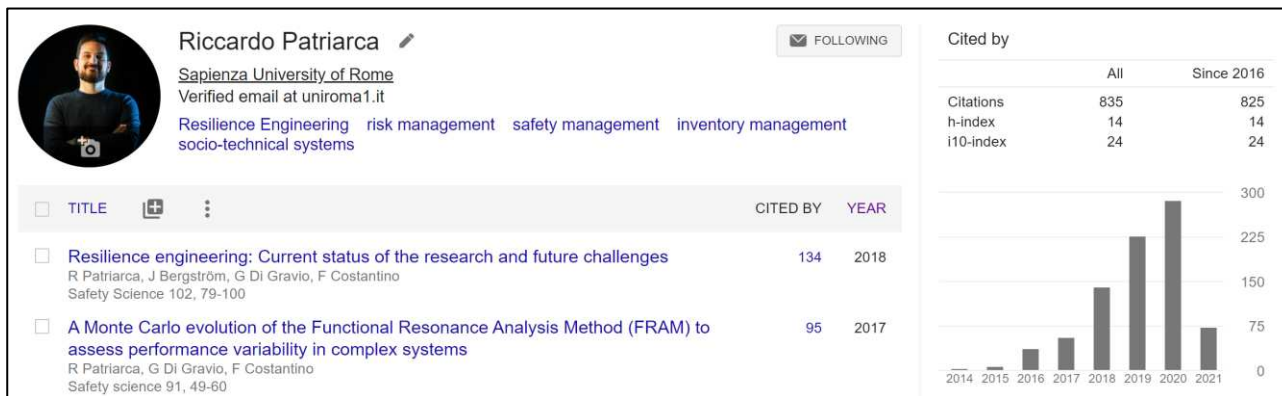 Riccardo Patriarca
FOLLOWING
Sapienza University of Rome
Verified email at uniroma1.it
Resilience Engineering risk management safety management inventory management
socio-technical systems
TITLE CITED BY YEAR
Resilience engineering: Current status of the research and future challenges 134 2018
R Patriarca, J Bergström, G Di Gravio, F Costantino
Safety Science 102, 79-100
A Monte Carlo evolution of the Functional Resonance Analysis Method (FRAM) to 95 2017
assess performance variability in complex systems
R Patriarca, G Di Gravio, F Costantino
Safety science 91, 49-60
Cited by
All Since 2016
Citations 835 825
h-index 14 14
i10-index 24 24
300
225
150
75
0
2014 2015 2016 2017 2018 2019 2020 2021